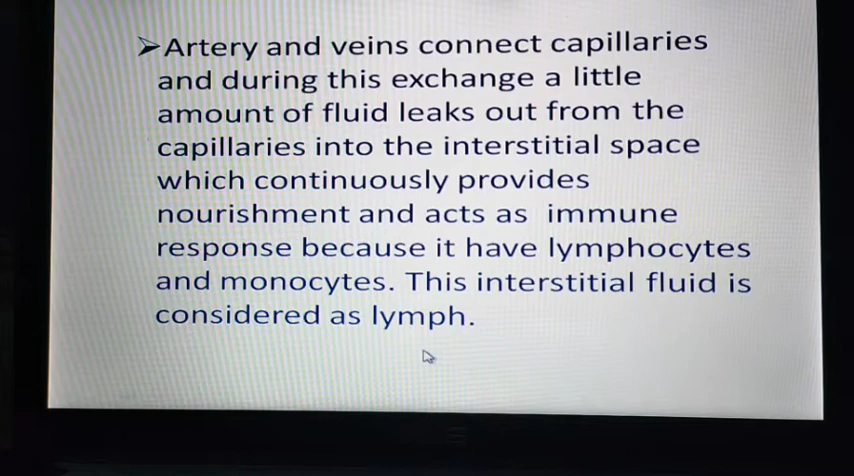 ➢Artery and veins connect capillaries
and during this exchange a little
amount of fluid leaks out from the
capillaries into the interstitial space
which continuously provides
nourishment and acts as immune
response because it have lymphocytes
and monocytes. This interstitial fluid is
considered as lymph.